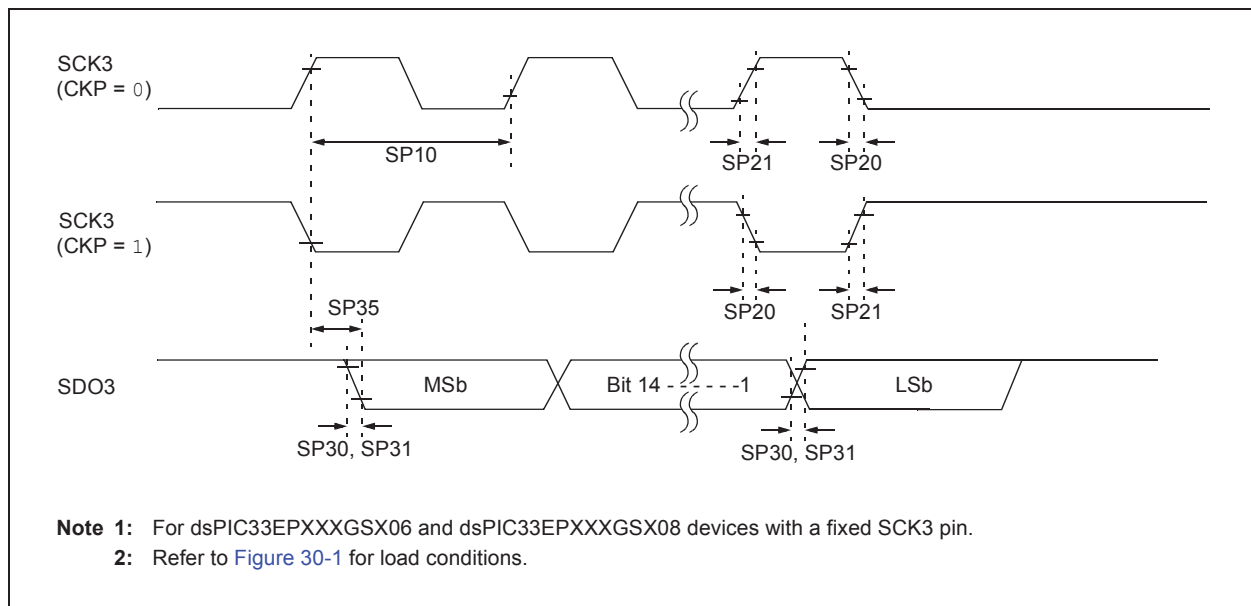 SCK3
(CKP = 0)
SP10
SP21
SP20
SCK3
(CKP = 1)
SP35
SP20
SP21
SDO3
MSb
Bit 14 - - - - - -1
LSb
SP30, SP31
SP30, SP31
Note 1: For dsPIC33EPXXXGSX06 and dsPIC33EPXXXGSX08 devices with a fixed SCK3 pin.
2: Refer to Figure 30-1 for load conditions.